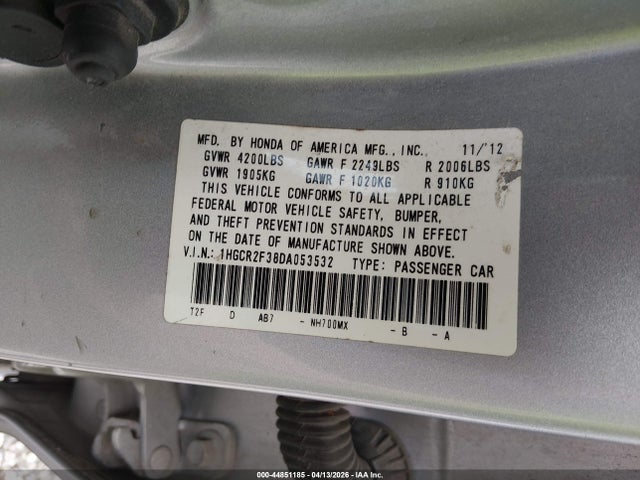 MFD. BY HONDA OF AMERICA MFG., INC. 11/'12
GVWR 4200LBS GAWR F 2249LBS R 2006LBS
GVWR 1905KG GAWR F 1020KG R 910KG
THIS VEHICLE CONFORMS TO ALL APPLICABLE
FEDERAL MOTOR VEHICLE SAFETY, BUMPER,
AND THEFT PREVENTION STANDARDS IN EFFECT
ON THE DATE OF MANUFACTURE SHOWN ABOVE.
V.I.N.: 1HGCR2F38DA053532 TYPE: PASSENGER CAR
T2F D AB7 - NH700MX - B - A
000-44851185 - 04/13/2026 - IAA Inc.